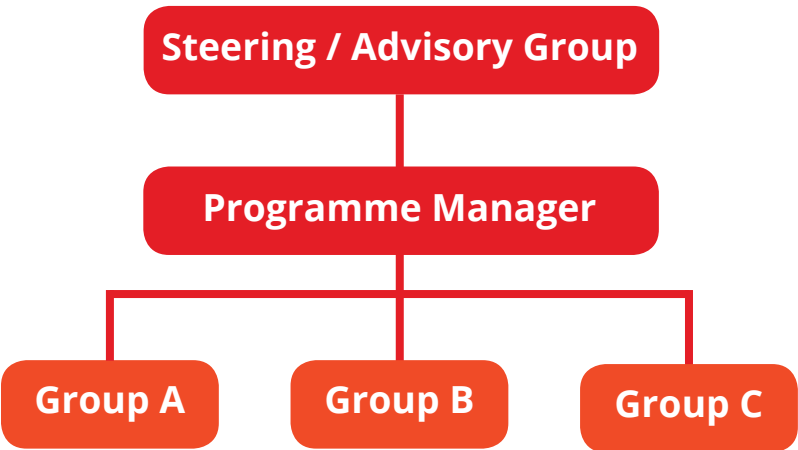 Steering / Advisory Group
Programme Manager
Group A
Group B
Group C